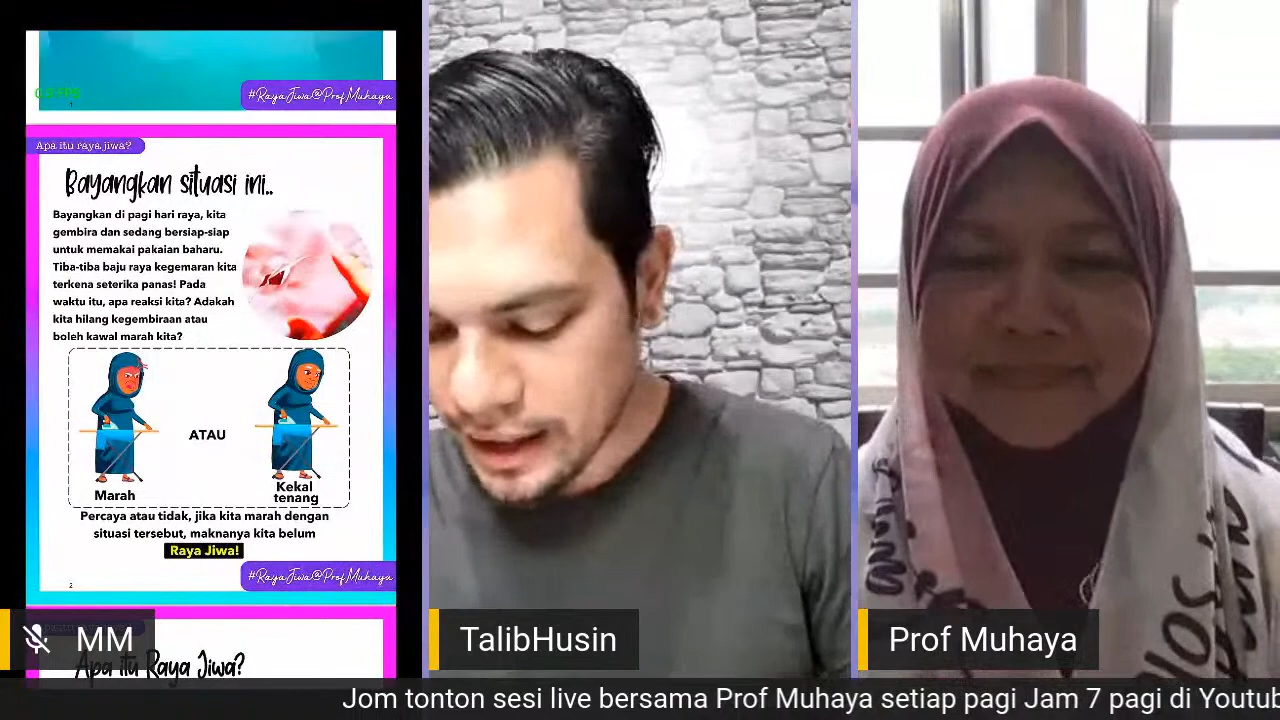 #RayaJiwa@ProfMuhaya
1
Apa itu raya jiwa?
Bayangkan situasi ini..
Bayangkan di pagi hari raya, kita
gembira dan sedang bersiap-siap
untuk memakai pakaian baharu.
Tiba-tiba baju raya kegemaran kita
terkena seterika panas! Pada
waktu itu, apa reaksi kita? Adakah
kita hilang kegembiraan atau
boleh kawal marah kita?
ATAU
Marah
Kekal
tenang
Percaya atau tidak, jika kita marah dengan
situasi tersebut, maknanya kita belum
Raya Jiwa!
#RayaJiwa@ProfMuhaya
2
Apa itu Raya Jiwa?
MM
TalibHusin
Prof Muhaya
Jom tonton sesi live bersama Prof Muhaya setiap pagi Jam 7 pagi di Youtub